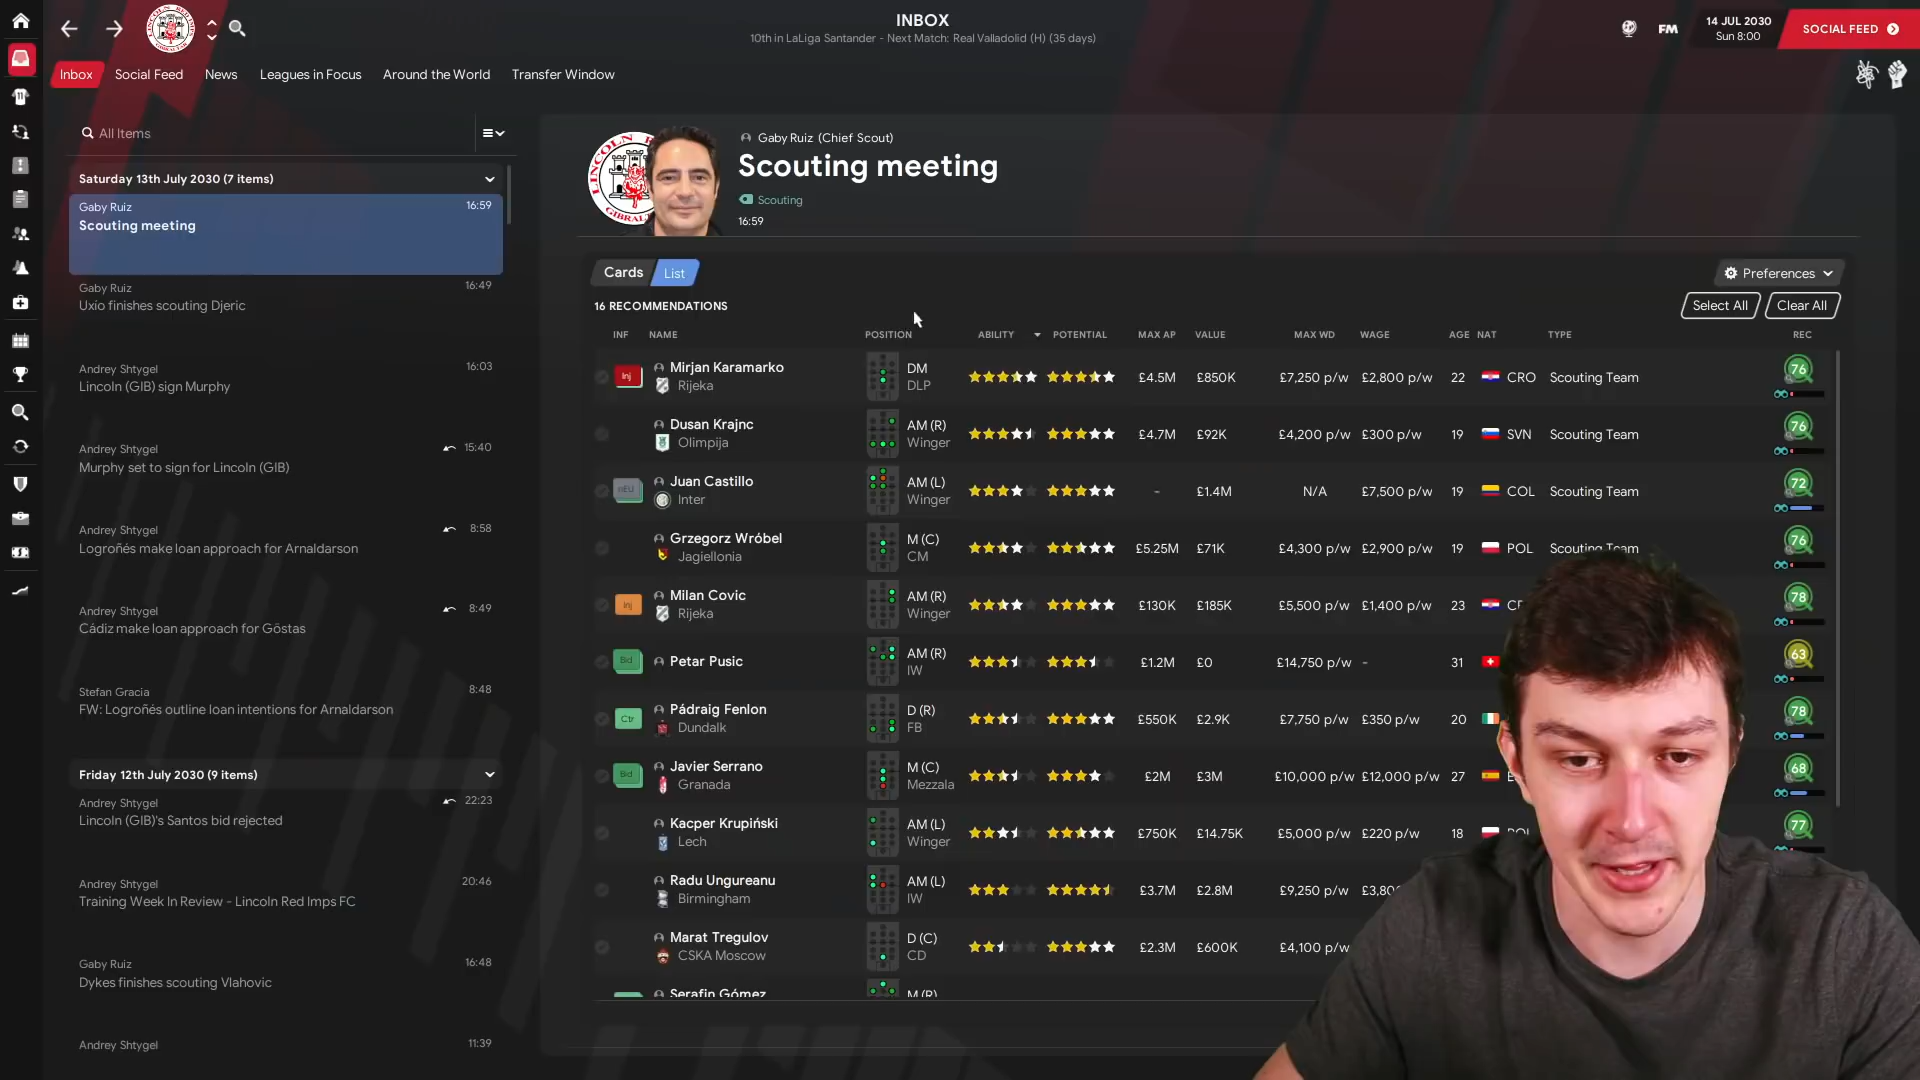 INBOX
10th in LaLiga Santander - Next Match: Real Valladolid (H) (35 days)
FM
14 JUL 2030
Sun 8:00
SOCIAL FEED
Inbox
Social Feed
News
Leagues in Focus
Around the World
Transfer Window
All Items
Saturday 13th July 2030 (7 items)
Gaby Ruiz 16:59
Scouting meeting
Gaby Ruiz 16:49
Uxío finishes scouting Djeric
Andrey Shtygel 16:03
Lincoln (GIB) sign Murphy
Andrey Shtygel 15:40
Murphy set to sign for Lincoln (GIB)
Andrey Shtygel 8:58
Logroñés make loan approach for Arnaldarson
Andrey Shtygel 8:49
Cádiz make loan approach for Göstas
Stefan Gracia 8:48
FW: Logroñés outline loan intentions for Arnaldarson
Friday 12th July 2030 (9 items)
Andrey Shtygel 22:23
Lincoln (GIB)'s Santos bid rejected
Andrey Shtygel 20:46
Training Week In Review - Lincoln Red Imps FC
Gaby Ruiz 16:48
Dykes finishes scouting Vlahovic
Andrey Shtygel 11:39
Gaby Ruiz (Chief Scout)
Scouting meeting
Scouting
16:59
Cards
List
Preferences
16 RECOMMENDATIONS
Select All
Clear All
INF NAME POSITION ABILITY POTENTIAL MAX AP VALUE MAX WD WAGE AGE NAT TYPE REC
Inj Mirjan Karamarko DM £4.5M £850K £7,250 p/w £2,800 p/w 22 CRO Scouting Team 76
Rijeka DLP
Dusan Krajnc AM (R) £4.7M £92K £4,200 p/w £300 p/w 19 SVN Scouting Team 76
Olimpija Winger
nEU Juan Castillo AM (L) - £1.4M N/A £7,500 p/w 19 COL Scouting Team 72
Inter Winger
Grzegorz Wróbel M (C) £5.25M £71K £4,300 p/w £2,900 p/w 19 POL Scouting Team 76
Jagiellonia CM
Inj Milan Covic AM (R) £130K £185K £5,500 p/w £1,400 p/w 23 78
Rijeka Winger
Bid Petar Pusic AM (R) £1.2M £0 £14,750 p/w - 31 63
IW
Ctr Pádraig Fenlon D (R) £550K £2.9K £7,750 p/w £350 p/w 20 78
Dundalk FB
Bid Javier Serrano M (C) £2M £3M £10,000 p/w £12,000 p/w 27 68
Granada Mezzala
Kacper Krupiński AM (L) £750K £14.75K £5,000 p/w £220 p/w 18 POL 77
Lech Winger
Radu Ungureanu AM (L) £3.7M £2.8M £9,250 p/w
Birmingham IW
Marat Tregulov D (C) £2.3M £600K £4,100 p/w
CSKA Moscow CD
Serafín Gómez M (R)